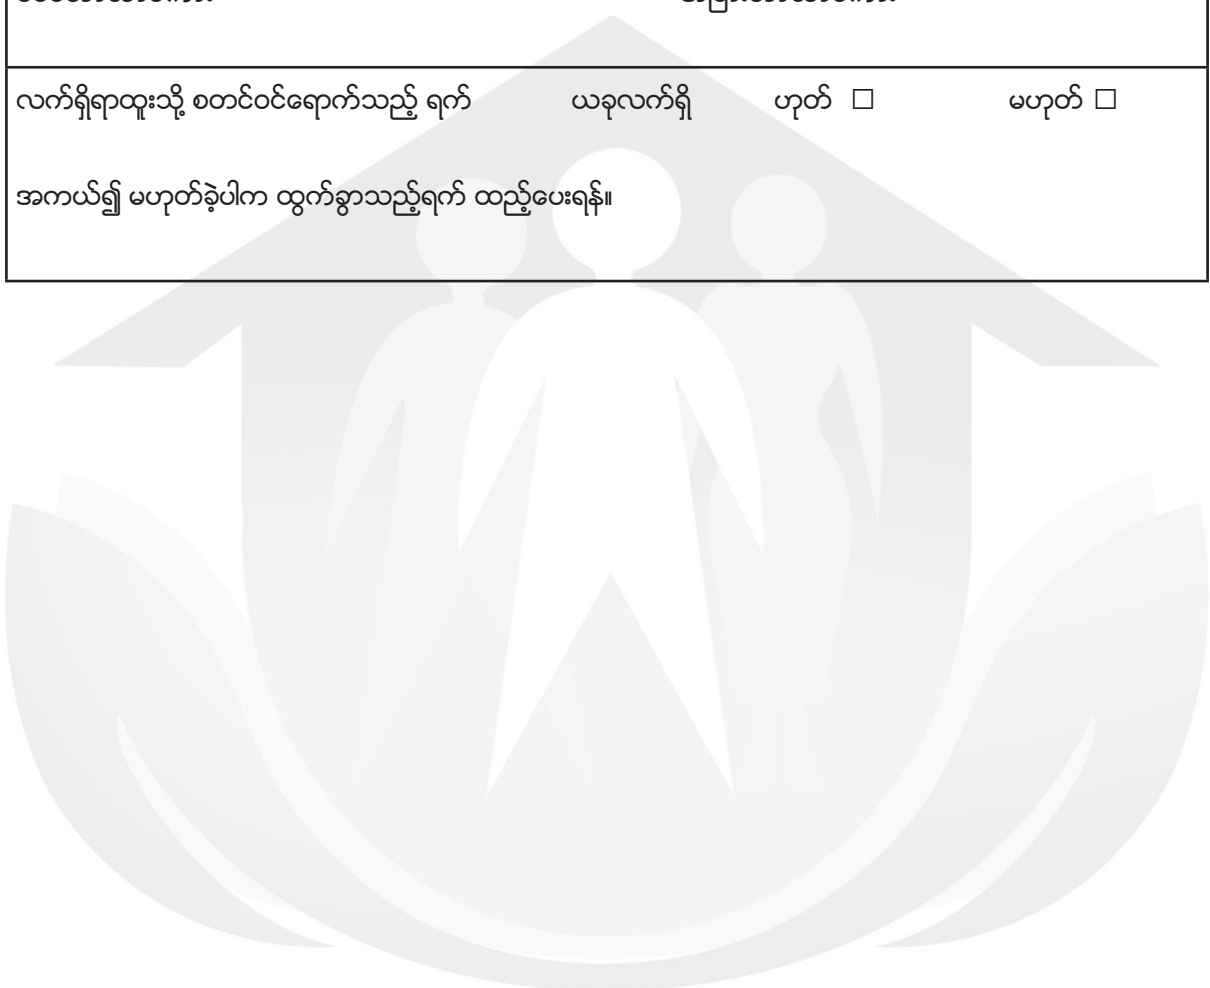 လက်ရှိရာထူးသို့ စတင်ဝင်ရောက်သည့် ရက် ယခုလက်ရှိ ဟုတ် ☐ မဟုတ် ☐
အကယ်၍ မဟုတ်ခဲ့ပါက ထွက်ခွာသည့်ရက် ထည့်ပေးရန်။